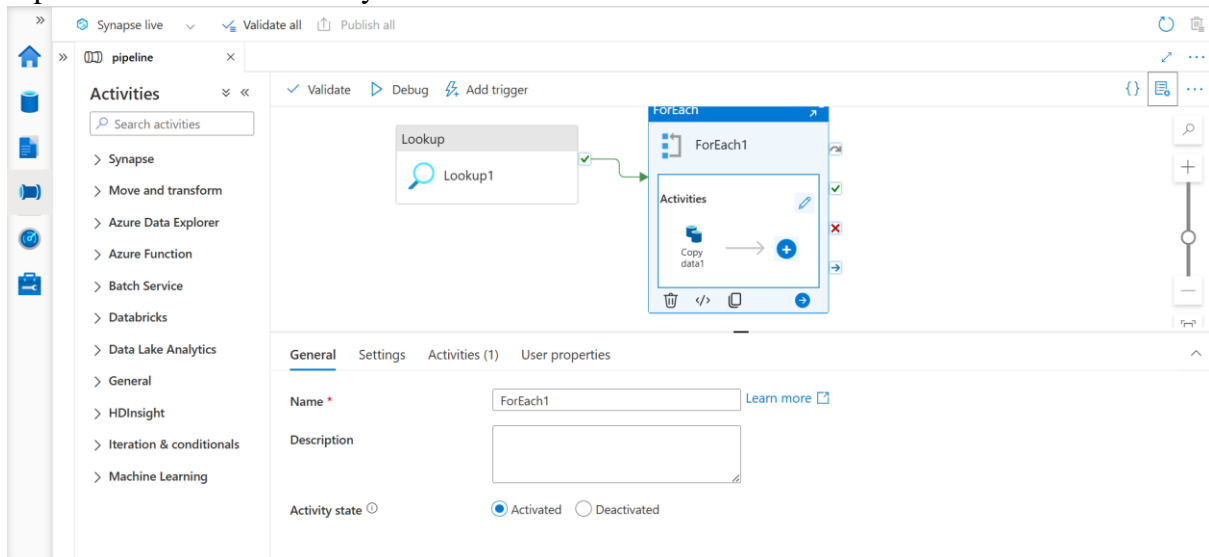 Synapse live
Validate all
Publish all
pipeline
Activities
Search activities
Synapse
Move and transform
Azure Data Explorer
Azure Function
Batch Service
Databricks
Data Lake Analytics
General
HDInsight
Iteration & conditionals
Machine Learning
Validate
Debug
Add trigger
Lookup
Lookup1
ForEach
ForEach1
Activities
Copy
data1
General
Settings
Activities (1)
User properties
Name *
ForEach1
Learn more
Description
Activity state
Activated
Deactivated